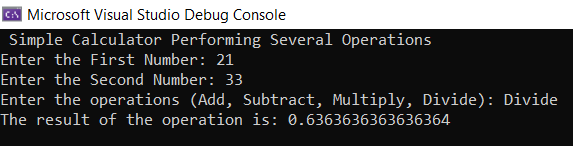 Microsoft Visual Studio Debug Console
Simple Calculator Performing Several Operations
Enter the First Number: 21
Enter the Second Number: 33
Enter the operations (Add, Subtract, Multiply, Divide): Divide
The result of the operation is: 0.6363636363636364